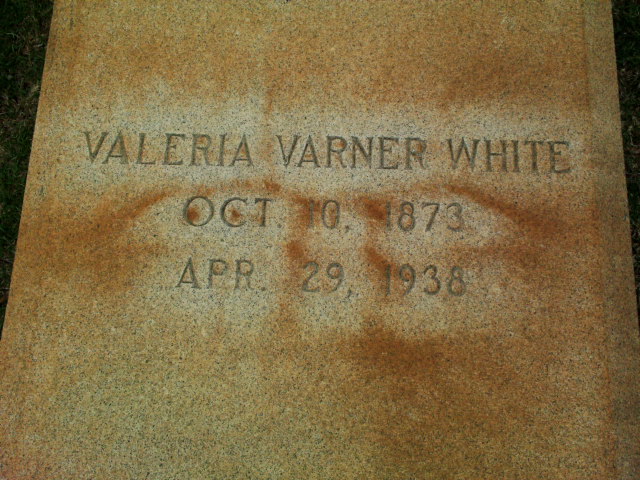 VALERIA VARNER WHITE
OCT. 10, 1873
APR. 29, 1938